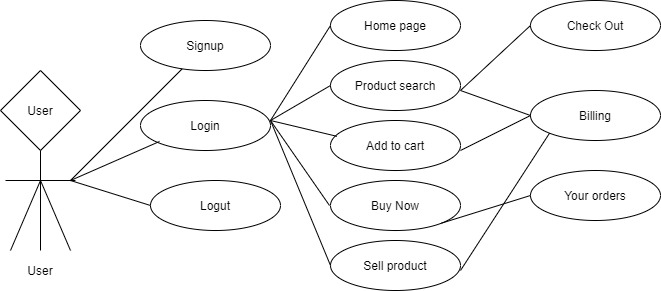 Home page
Check Out
Signup
Product search
User
Login
Billing
Add to cart
Logut
Buy Now
Your orders
User
Sell product